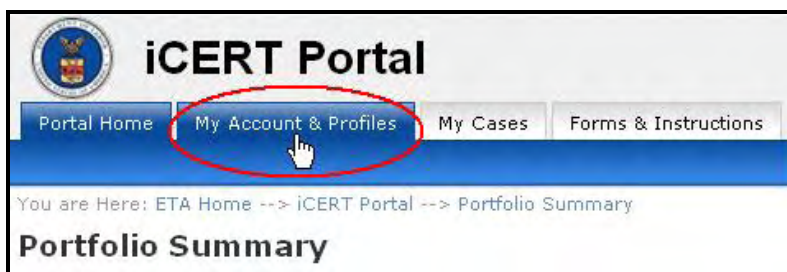 iCERT Portal
Portal Home My Account & Profiles My Cases Forms & Instructions
You are Here: ETA Home --> iCERT Portal --> Portfolio Summary
Portfolio Summary